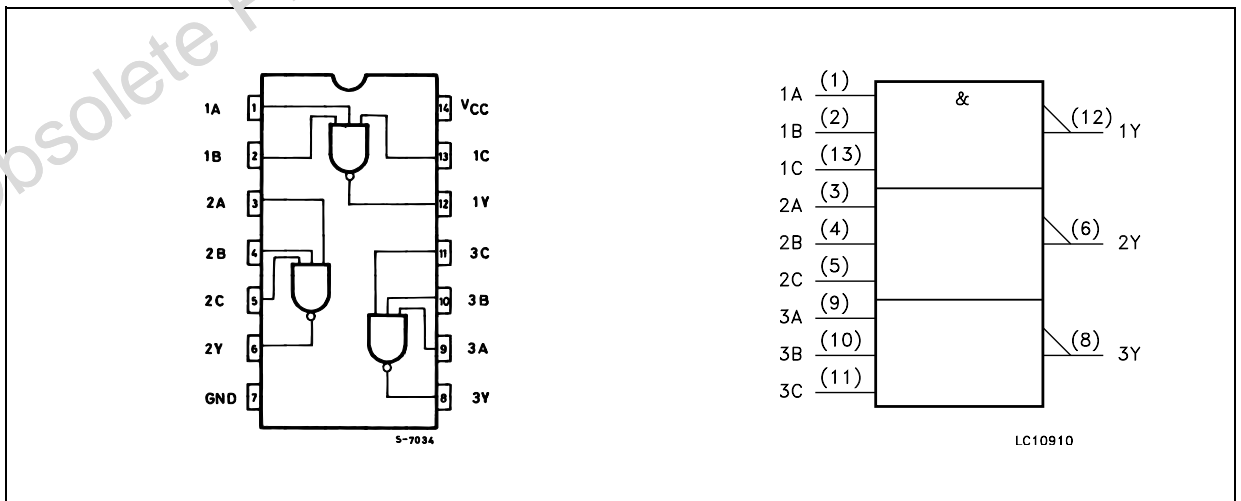 obsolete P
1A 1 14 VCC
1B 2 13 1C
2A 3 12 1Y
2B 4 11 3C
2C 5 10 3B
2Y 6 9 3A
GND 7 8 3Y
S-7034
&
1A (1)
1B (2)
1C (13)
2A (3)
2B (4)
2C (5)
3A (9)
3B (10)
3C (11)
(12) 1Y
(6) 2Y
(8) 3Y
LC10910